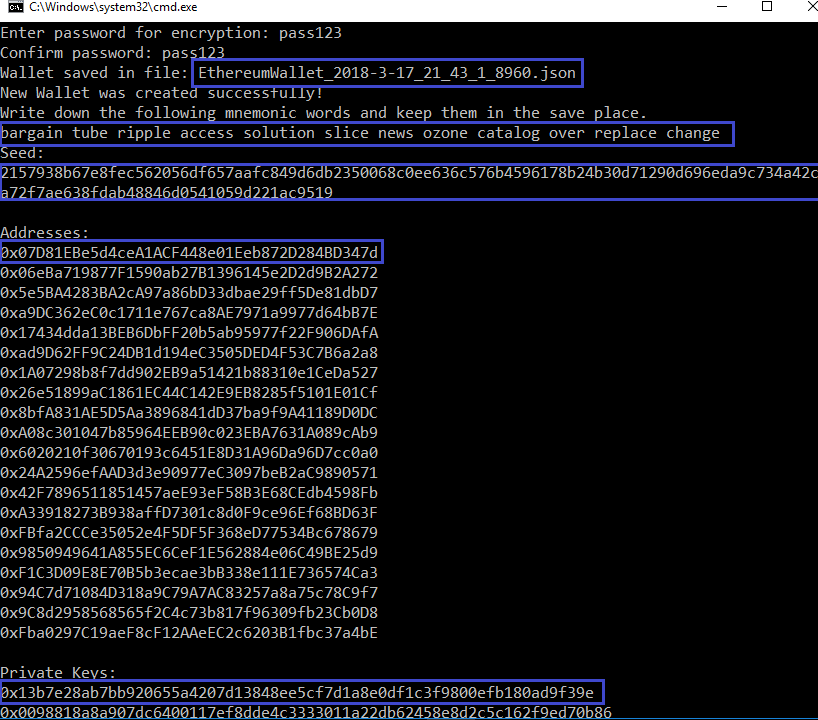 C:\Windows\system32\cmd.exe
Enter password for encryption: pass123
Confirm password: pass123
Wallet saved in file: EthereumWallet_2018-3-17_21_43_1_8960.json
New Wallet was created successfully!
Write down the following mnemonic words and keep them in the save place.
bargain tube ripple access solution slice news ozone catalog over replace change
Seed:
2157938b67e8fec562056df657aafc849d6db2350068c0ee636c576b4596178b24b30d71290d696eda9c734a42c
a72f7ae638fdab48846d0541059d221ac9519
Addresses:
0x07D81EBe5d4ceA1ACF448e01Eeb872D284BD347d
0x06eBa719877F1590ab27B1396145e2D2d9B2A272
0x5e5BA4283BA2cA97a86bD33dbae29ff5De81dbD7
0xa9DC362eC0c1711e767ca8AE7971a9977d64bB7E
0x17434dda13BEB6DbFF20b5ab95977f22F906DAfA
0xad9D62FF9C24DB1d194eC3505DED4F53C7B6a2a8
0x1A07298b8f7dd902EB9a51421b88310e1CeDa527
0x26e51899aC1861EC44C142E9EB8285f5101E01Cf
0x8bfA831AE5D5Aa3896841dD37ba9f9A41189D0DC
0xA08c301047b85964EEB90c023EBA7631A089cAb9
0x6020210f30670193c6451E8D31A96Da96D7cc0a0
0x24A2596efAAD3d3e90977eC3097beB2aC9890571
0x42F7896511851457aeE93eF58B3E68CEdb4598Fb
0xA33918273B938affD7301c8d0F9ce96Ef68BD63F
0xFBfa2CCCe35052e4F5DF5F368eD77534Bc678679
0x9850949641A855EC6CeF1E562884e06C49BE25d9
0xF1C3D09E8E70B5b3ecae3bB338e111E736574Ca3
0x94C7d71084D318a9C79A7AC83257a8a75c78C9f7
0x9C8d2958568565f2C4c73b817f96309fb23Cb0D8
0xFba0297C19aeF8cF12AAeEC2c6203B1fbc37a4bE
Private Keys:
0x13b7e28ab7bb920655a4207d13848ee5cf7d1a8e0df1c3f9800efb180ad9f39e
0x0098818a8a907dc6400117ef8dde4c3333011a22db62458e8d2c5c162f9ed70b86